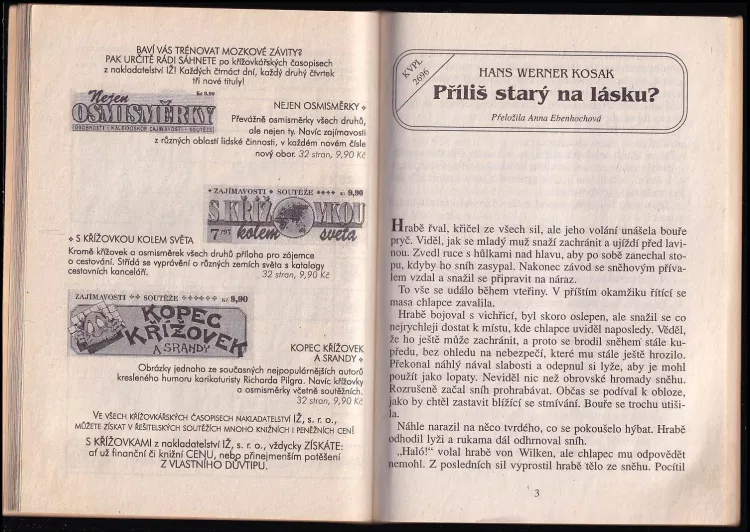 BAVÍ VÁS TRÉNOVAT MOZKOVÉ ZÁVITY?
PAK URČITĚ RÁDI SÁHNETE po křížovkářských časopisech
z nakladatelství IŽ! Každých čtrnáct dní, každý druhý čtvrtek
tři nové tituly!
Kč 9,90
Nejen
OSMISMĚRKY
OSOBNOSTI • KALEIDOSKOP ZAJÍMAVOSTÍ • SOUTĚŽE
NEJEN OSMISMĚRKY
Převážně osmisměrky všech druhů,
ale nejen ty. Navíc zajímavosti
z různých oblastí lidské činnosti, v každém novém čísle
nový obor. 32 stran, 9,90 Kč
ZAJÍMAVOSTI • SOUTĚŽE Kč 9,90
S KŘÍŽOVKOU
7/97 kolem světa
S KŘÍŽOVKOU KOLEM SVĚTA
Kromě křížovek a osmisměrek všech druhů příloha pro zájemce
o cestování. Střídá se vyprávění o různých zemích světa s katalogy
cestovních kanceláří. 32 stran, 9,90 Kč
ZAJÍMAVOSTI SOUTĚŽE Kč 9,90
KOPEC
KŘÍŽOVEK
A SRANDY
KOPEC KŘÍŽOVEK
A SRANDY
Obrázky jednoho ze současných nejpopulárnějších autorů
kresleného humoru karikaturisty Richarda Pilgra. Navíc křížovky
a osmisměrky včetně soutěžních.
32 stran, 9,90 Kč
VE VŠECH KŘÍŽOVKÁŘSKÝCH ČASOPISECH NAKLADATELSTVÍ IŽ, s. r. o.,
MŮŽETE ZÍSKAT V ŘEŠITELSKÝCH SOUTĚŽÍCH MNOHO KNIŽNÍCH I PENĚŽNÍCH CEN!
S KŘÍŽOVKAMI z nakladatelství IŽ, s. r. o., vždycky ZÍSKÁTE:
ať už finanční či knižní CENU, nebo přinejmenším potěšení
Z VLASTNÍHO DŮVTIPU.
KVPL
2696
HANS WERNER KOSAK
Příliš starý na lásku?
Přeložila Anna Ebenhochová
Hrabě řval, křičel ze všech sil, ale jeho volání unášela bouře
pryč. Viděl, jak se mladý muž snaží zachránit a ujíždí před lavi-
nou. Zvedl ruce s hůlkami nad hlavu, aby po sobě zanechal sto-
pu, kdyby ho sníh zasypal. Nakonec závod se sněhovým příva-
lem vzdal a snažil se připravit na náraz.
To vše se událo během vteřiny. V příštím okamžiku řítící se
masa chlapce zavalila.
Hrabě bojoval s vichřicí, byl skoro oslepen, ale snažil se co
nejrychleji dostat k místu, kde chlapce uviděl naposledy. Věděl,
že ho ještě může zachránit, a proto se brodil sněhem stále ku-
předu, bez ohledu na nebezpečí, které mu stále ještě hrozilo.
Překonal náhlý nával slabosti a odepnul si lyže, aby je mohl
použít jako lopaty. Neviděl nic než obrovské hromady sněhu.
Rozrušeně začal sníh prohrabávat. Občas se podíval k obloze,
jako by chtěl zastavit blížící se stmívání. Bouře se trochu utiši-
la.
Náhle narazil na něco tvrdého, co se pokoušelo hýbat. Hrabě
odhodil lyži a rukama dál odhrnoval sníh.
„Haló!“ volal hrabě von Wilken, ale chlapec mu odpovědět
nemohl. Z posledních sil vyprostil hrabě tělo ze sněhu. Pocítil
3